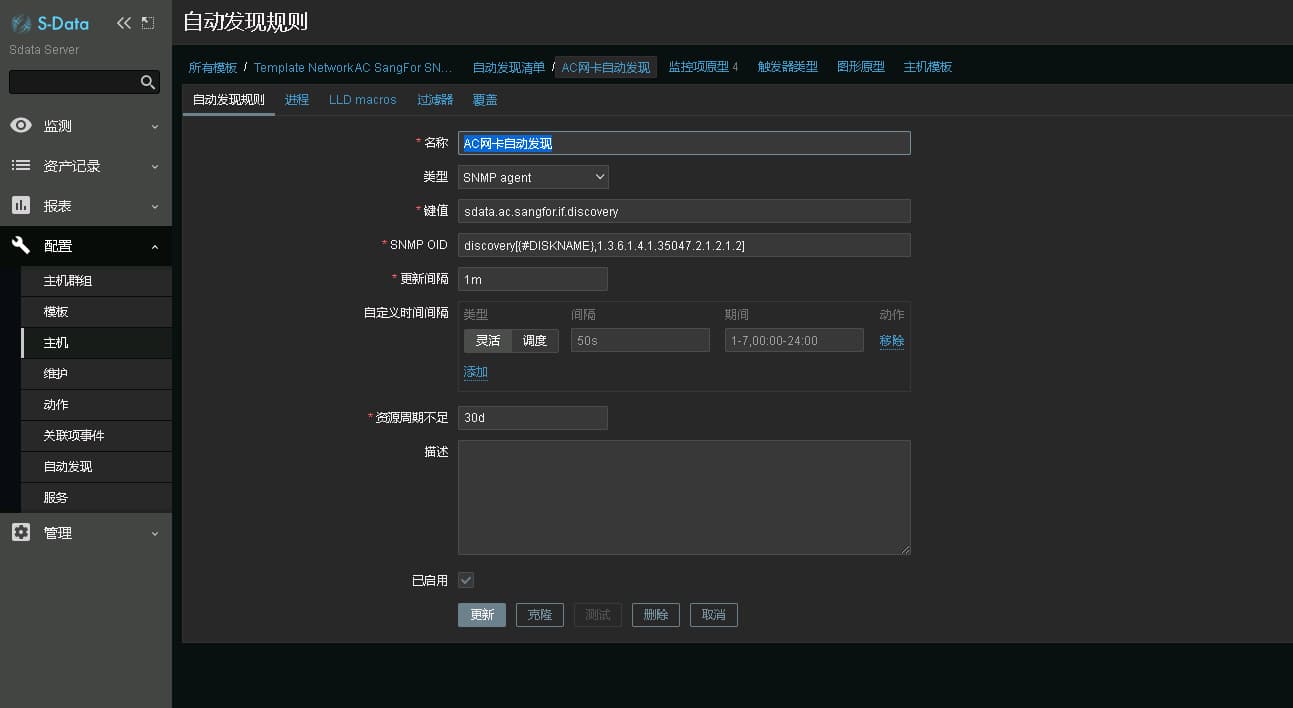 S-Data
Sdata Server
监测
资产记录
报表
配置
主机群组
模板
主机
维护
动作
关联项事件
自动发现
服务
管理
自动发现规则
所有模板 / Template NetworkAC SangFor SN... 自动发现清单 / AC网卡自动发现 监控项原型 4 触发器类型 图形原型 主机模板
自动发现规则 进程 LLD macros 过滤器 覆盖
* 名称 AC网卡自动发现
类型 SNMP agent
* 键值 sdata.ac.sangfor.if.discovery
* SNMP OID discovery[{#DISKNAME},1.3.6.1.4.1.35047.2.1.2.1.2]
* 更新间隔 1m
自定义时间间隔 类型 间隔 期间 动作
灵活 调度 50s 1-7,00:00-24:00 移除
添加
* 资源周期不足 30d
描述
已启用
更新 克隆 测试 删除 取消